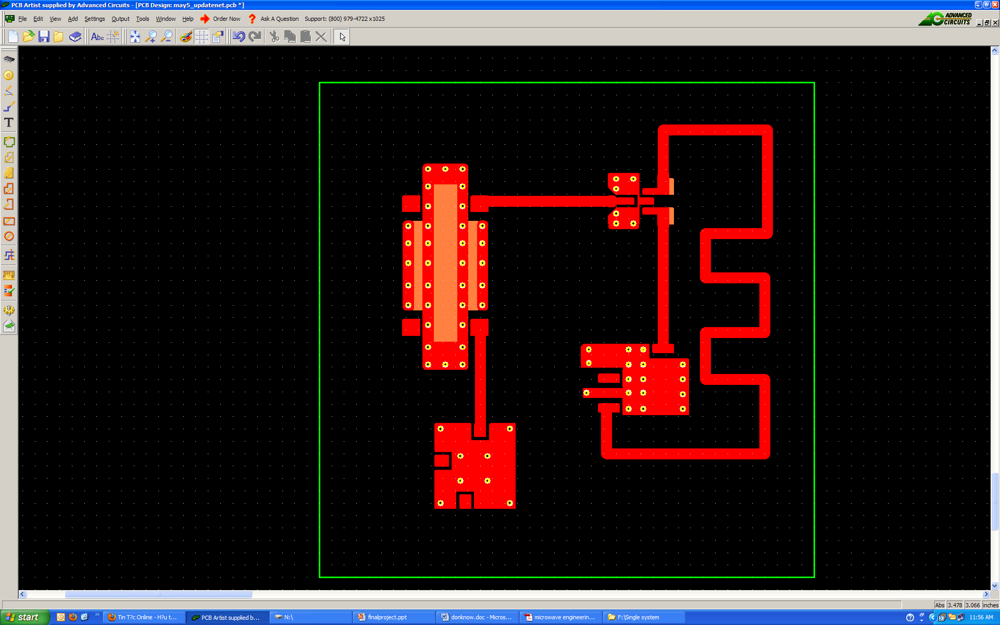 PCB Artist supplied by Advanced Circuits - [PCB Design: may5_updatenet.pcb *]
File Edit View Add Settings Output Tools Window Help Order Now ? Ask A Question Support: (800) 979-4722 x1025
ADVANCED
CIRCUITS
Abc
T
Abs 3.478 3.066 inches
start
Tin T?c Online - H?u t...
PCB Artist supplied b...
N:\
finalproject.ppt
donknow.doc - Micros...
microwave engineerin...
F:\Single system
11:56 AM